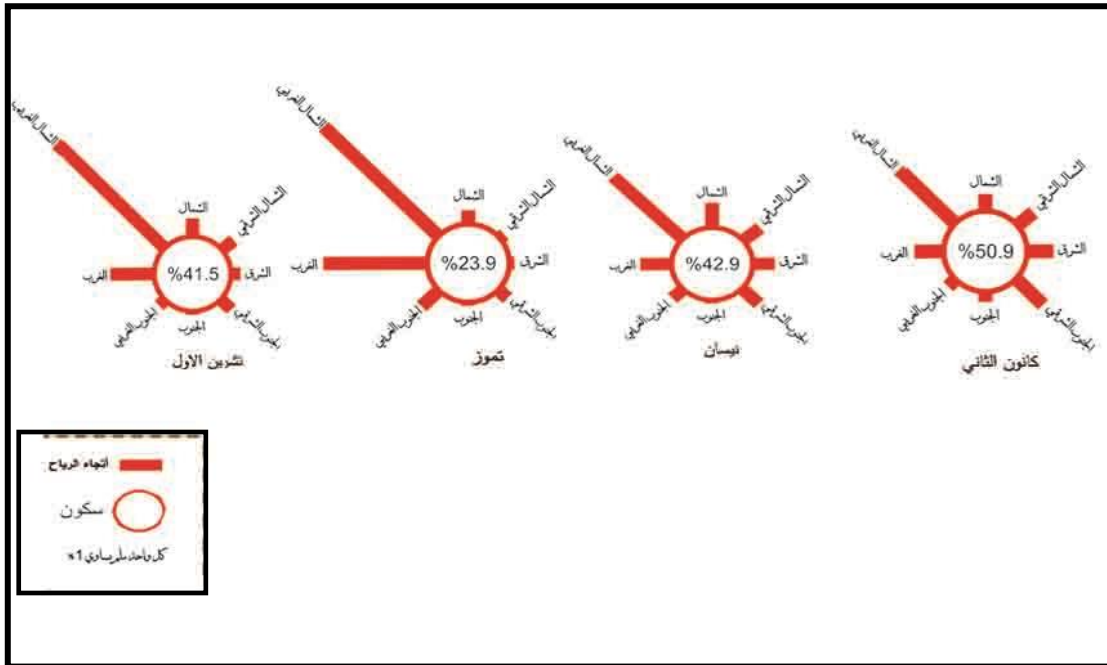 الشمال الغربي
الشمال
الشمال الشرقي
الغرب
%50.9
الشرق
الجنوب الغربي
الجنوب
الجنوب الشرقي
كانون الثاني
الشمال الغربي
الشمال
الشمال الشرقي
الغرب
%42.9
الشرق
الجنوب الغربي
الجنوب
الجنوب الشرقي
نيسان
الشمال الغربي
الشمال
الشمال الشرقي
الغرب
%23.9
الشرق
الجنوب الغربي
الجنوب
الجنوب الشرقي
تموز
الشمال الغربي
الشمال
الشمال الشرقي
الغرب
%41.5
الشرق
الجنوب الغربي
الجنوب
الجنوب الشرقي
تشرين الاول
أتجاه الرياح
سكون
كل واحد ملم يساوي 1%